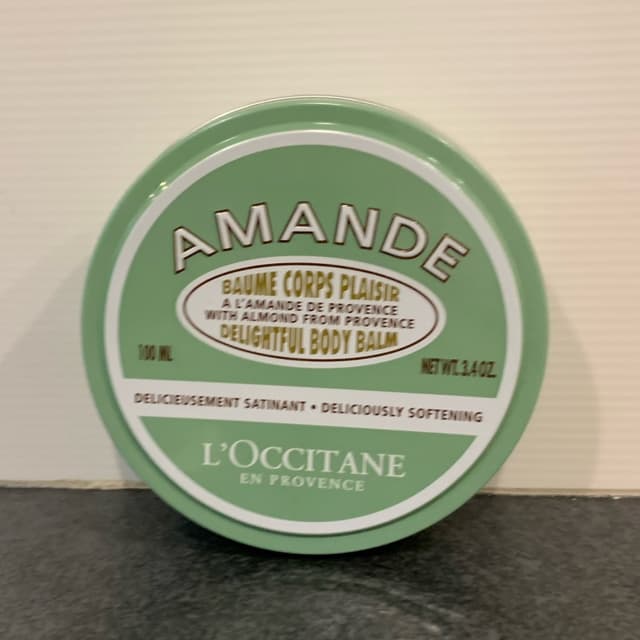 AMANDE
BAUME CORPS PLAISIR
A L'AMANDE DE PROVENCE
WITH ALMOND FROM PROVENCE
DELIGHTFUL BODY BALM
100 ML
NET WT. 3.4 OZ.
DELICIEUSEMENT SATINANT • DELICIOUSLY SOFTENING
L'OCCITANE
EN PROVENCE